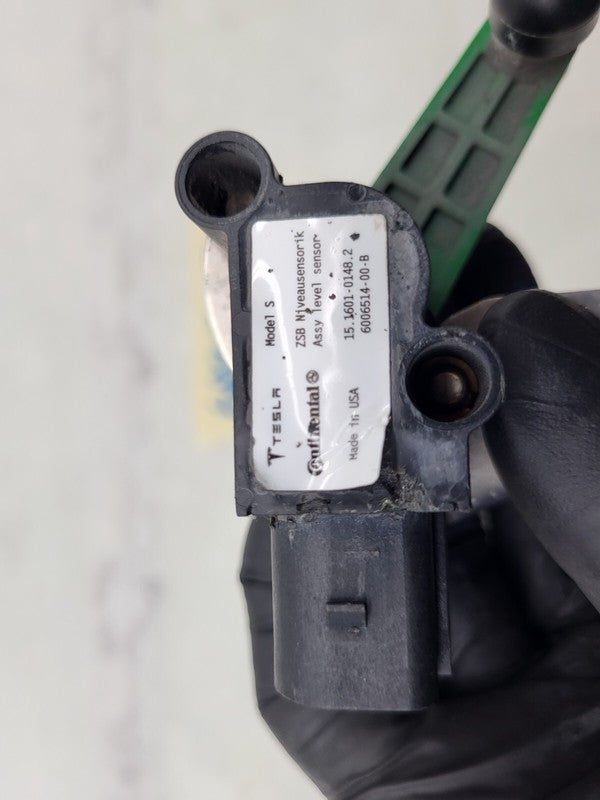 TESLA Model S
ZSB Niveausensorik
Continental Assy level sensor
Made in USA 15.1601-0148.2
6006514-00-B